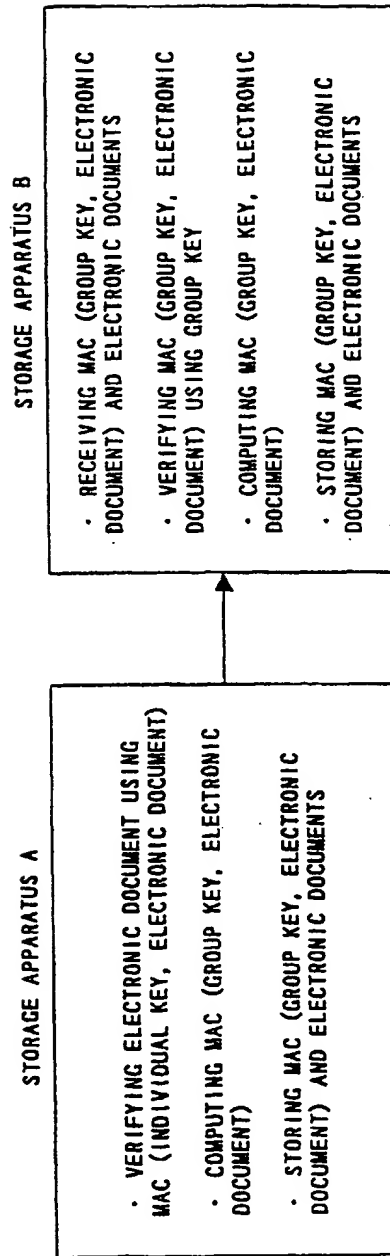 STORAGE APPARATUS A
· VERIFYING ELECTRONIC DOCUMENT USING
MAC (INDIVIDUAL KEY, ELECTRONIC DOCUMENT)
· COMPUTING MAC (GROUP KEY, ELECTRONIC
DOCUMENT)
· STORING MAC (GROUP KEY, ELECTRONIC
DOCUMENT) AND ELECTRONIC DOCUMENTS
STORAGE APPARATUS B
· RECEIVING MAC (GROUP KEY, ELECTRONIC
DOCUMENT) AND ELECTRONIC DOCUMENTS
· VERIFYING MAC (GROUP KEY, ELECTRONIC
DOCUMENT) USING GROUP KEY
· COMPUTING MAC (GROUP KEY, ELECTRONIC
DOCUMENT)
· STORING MAC (GROUP KEY, ELECTRONIC
DOCUMENT) AND ELECTRONIC DOCUMENTS